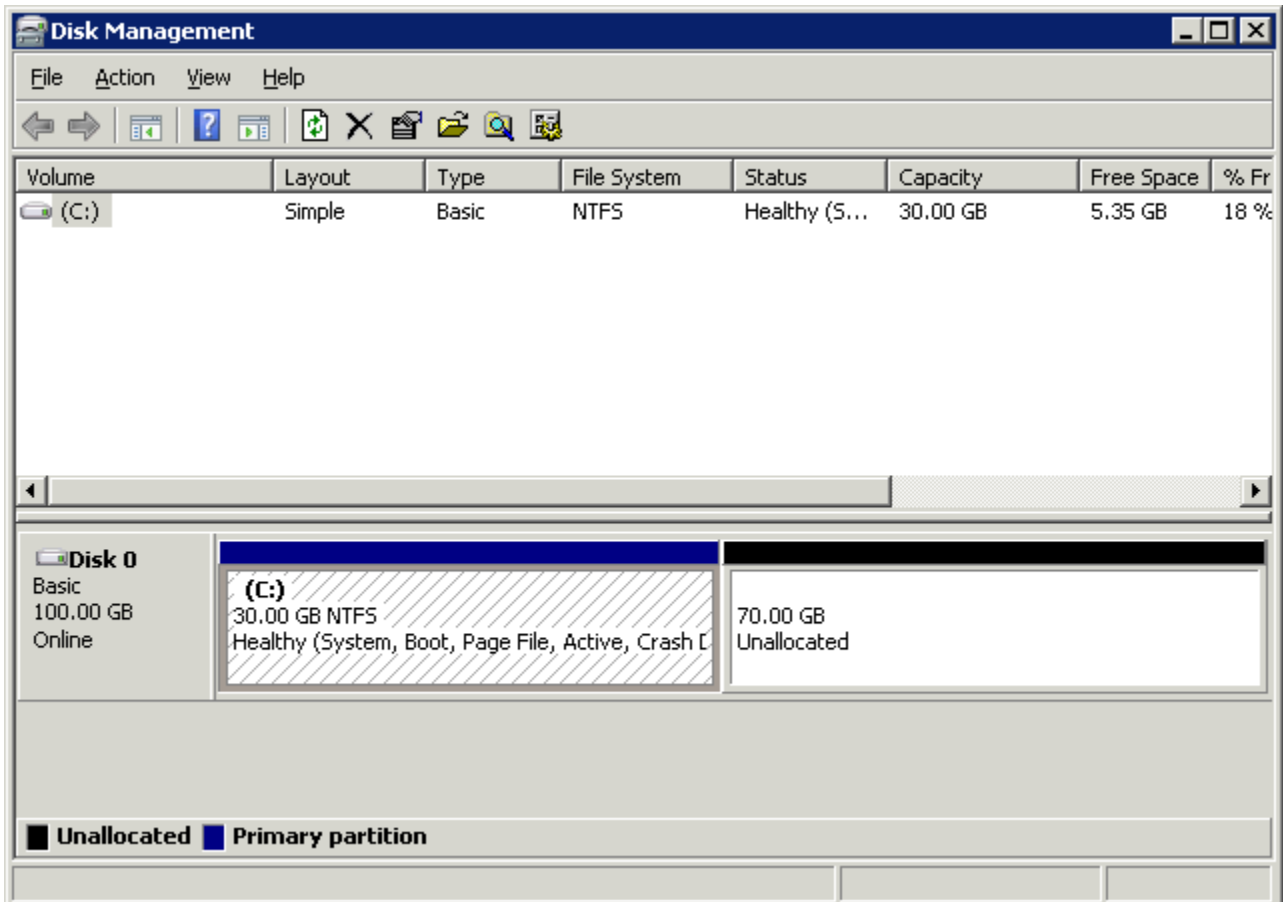 Disk Management
File Action View Help
Volume Layout Type File System Status Capacity Free Space % Fr
(C:) Simple Basic NTFS Healthy (S... 30.00 GB 5.35 GB 18 %
Disk 0
Basic
100.00 GB
Online
(C:)
30.00 GB NTFS
Healthy (System, Boot, Page File, Active, Crash D
70.00 GB
Unallocated
Unallocated Primary partition